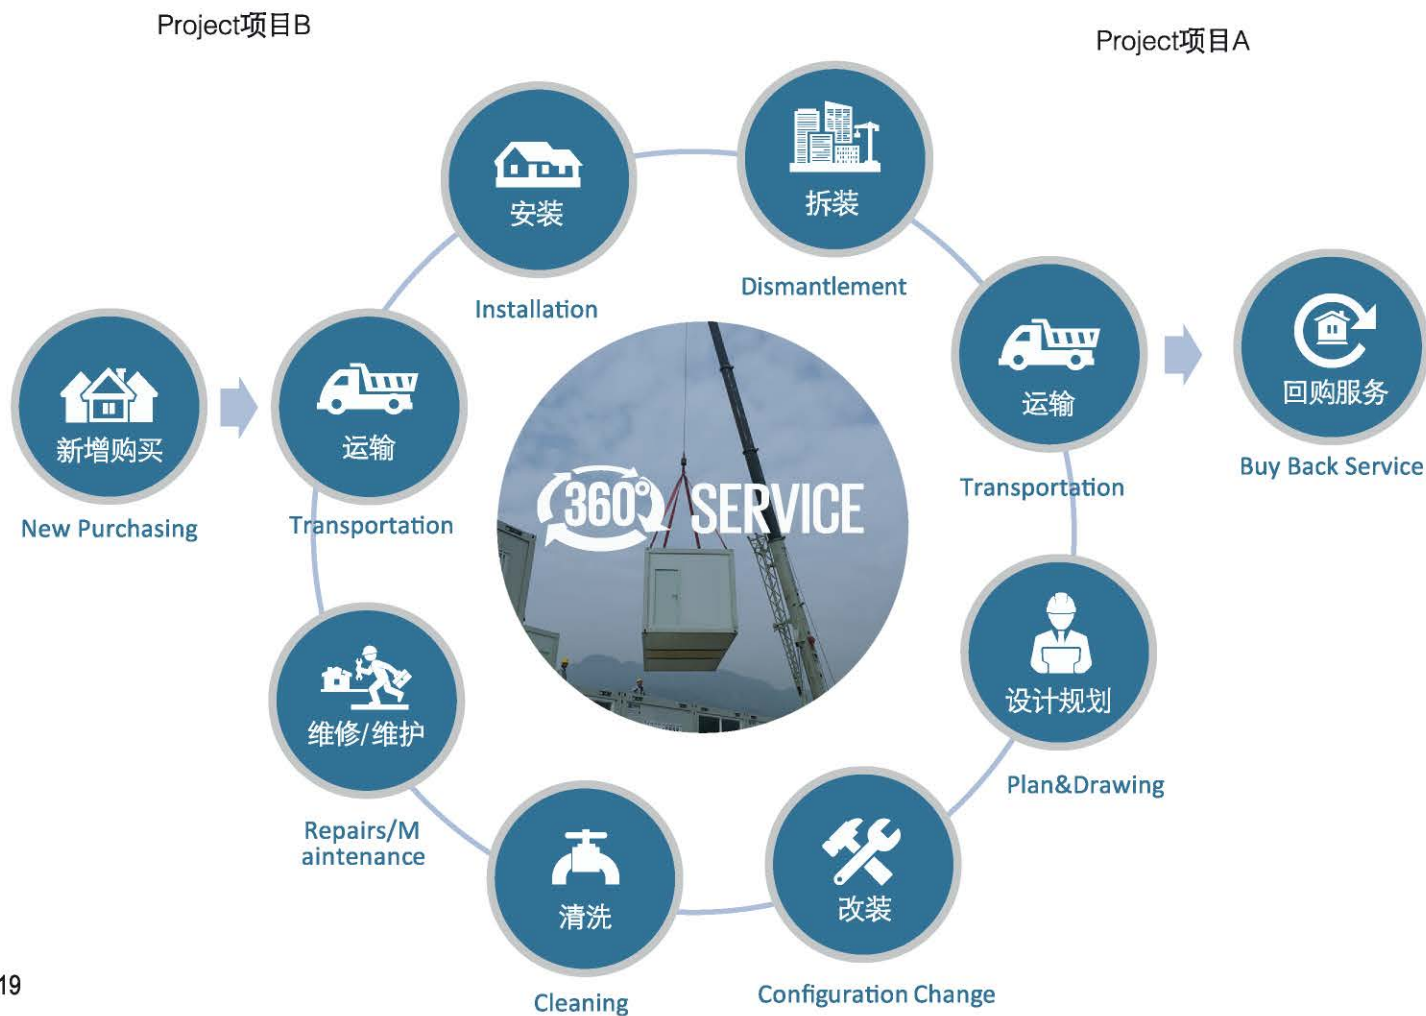 Project项目B
Project项目A
安装
Installation
拆装
Dismantlement
新增购买
New Purchasing
运输
Transportation
360° SERVICE
运输
Transportation
回购服务
Buy Back Service
维修/维护
Repairs/M
aintenance
设计规划
Plan&Drawing
清洗
Cleaning
改装
Configuration Change
19